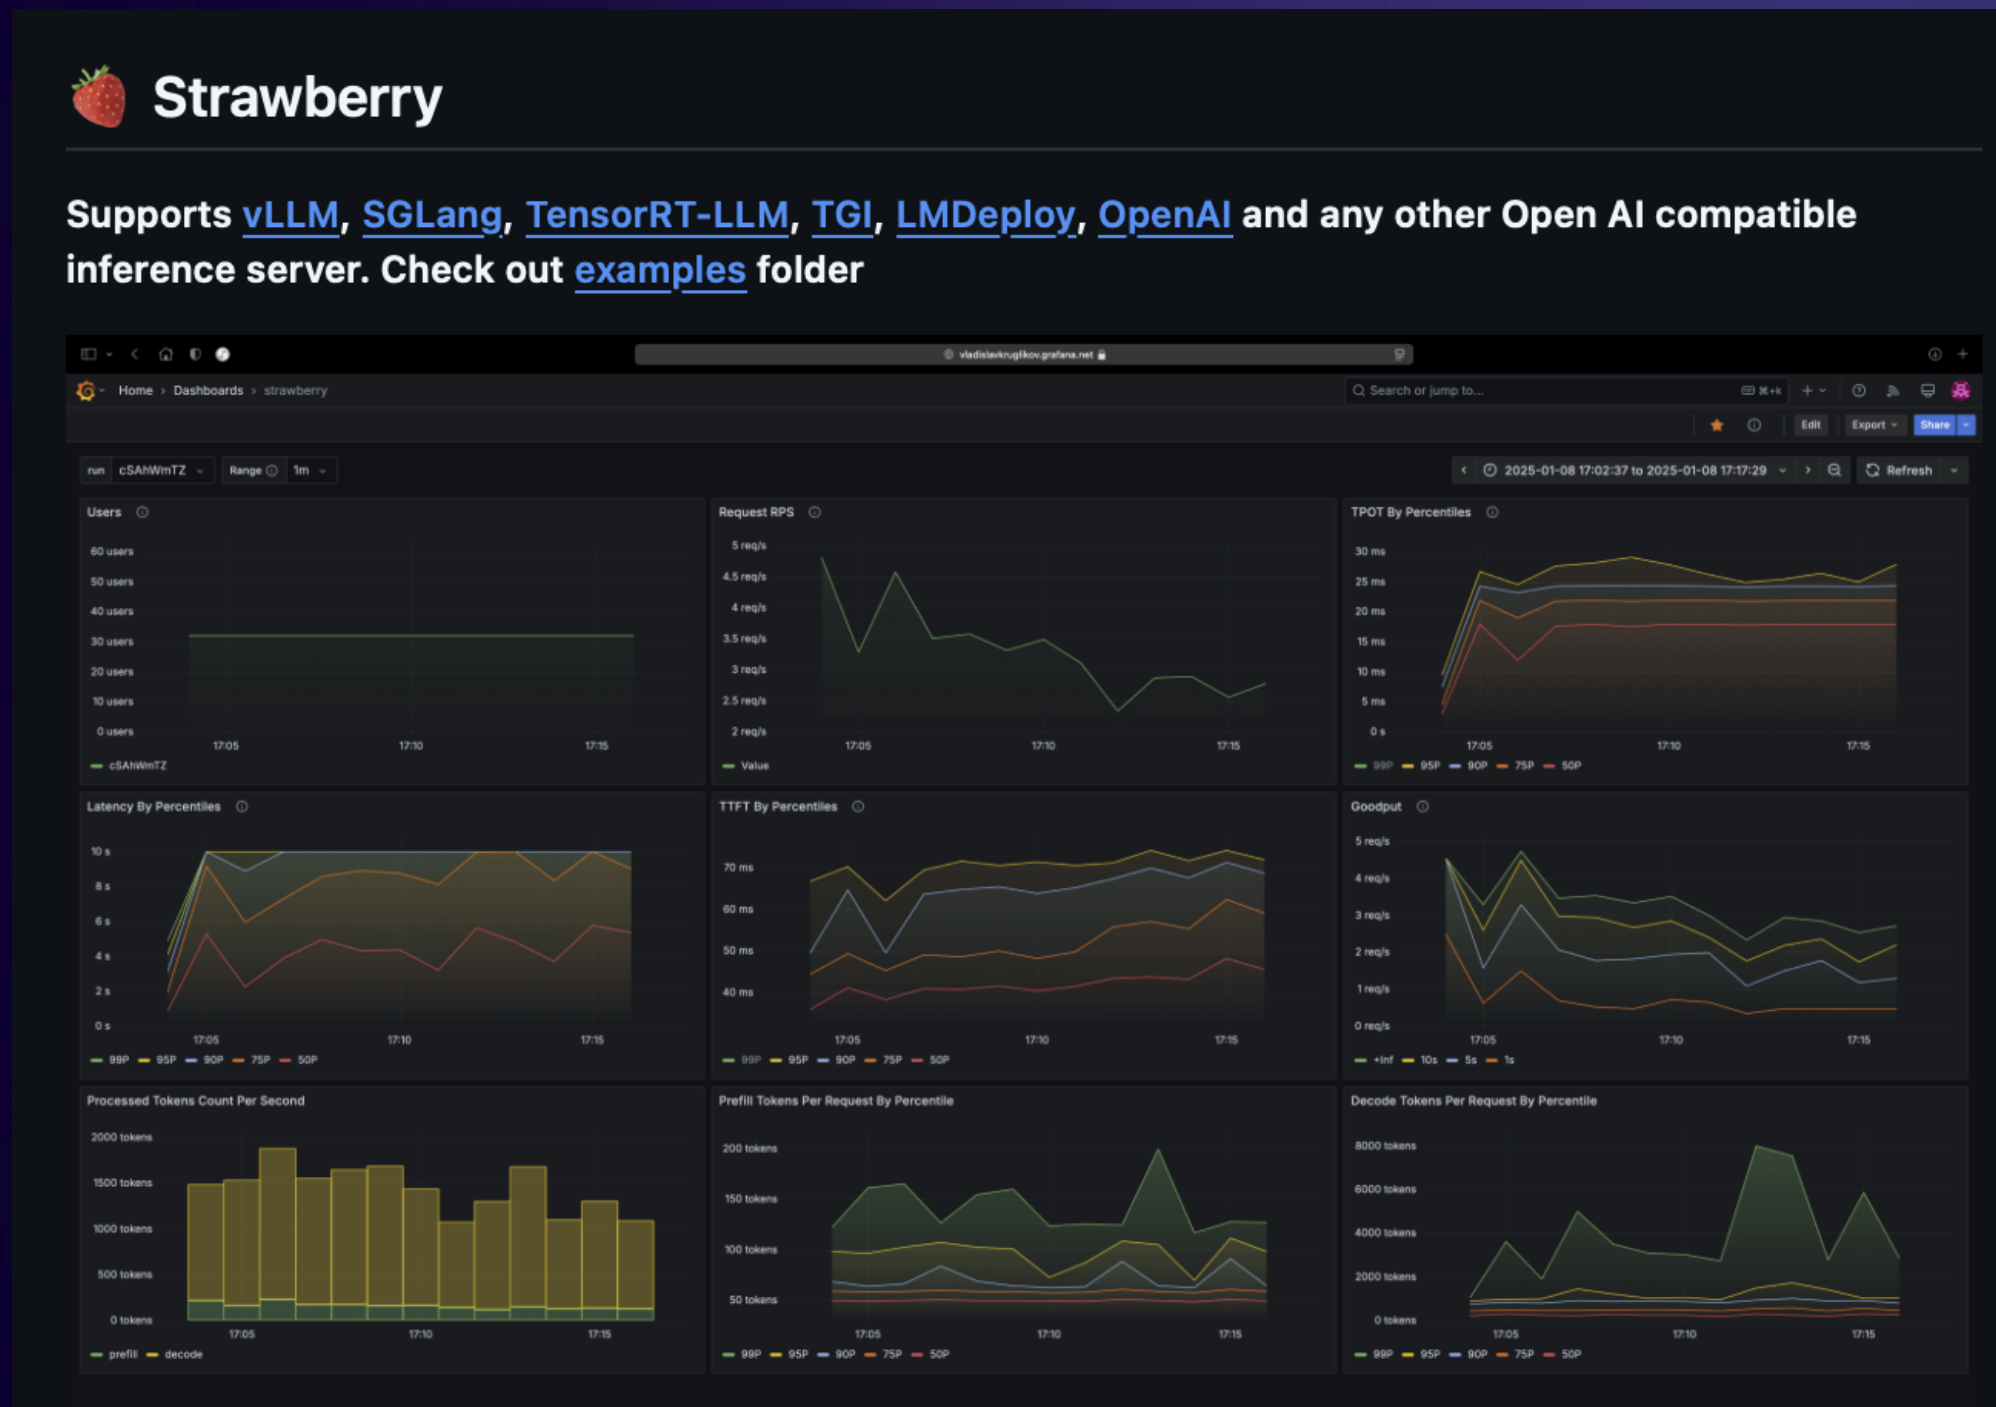 Strawberry
Supports vLLM, SGLang, TensorRT-LLM, TGI, LMDeploy, OpenAI and any other Open AI compatible
inference server. Check out examples folder
vladislavkruglikov.grafana.net
Home › Dashboards › strawberry
Search or jump to...
⌘+k
Edit
Export
Share
run cSAhWmTZ
Range 1m
2025-01-08 17:02:37 to 2025-01-08 17:17:29
Refresh
Users
60 users
50 users
40 users
30 users
20 users
10 users
0 users
17:05 17:10 17:15
cSAhWmTZ
Request RPS
5 req/s
4.5 req/s
4 req/s
3.5 req/s
3 req/s
2.5 req/s
2 req/s
17:05 17:10 17:15
Value
TPOT By Percentiles
30 ms
25 ms
20 ms
15 ms
10 ms
5 ms
0 s
17:05 17:10 17:15
99P 95P 90P 75P 50P
Latency By Percentiles
10 s
8 s
6 s
4 s
2 s
0 s
17:05 17:10 17:15
99P 95P 90P 75P 50P
TTFT By Percentiles
70 ms
60 ms
50 ms
40 ms
17:05 17:10 17:15
99P 95P 90P 75P 50P
Goodput
5 req/s
4 req/s
3 req/s
2 req/s
1 req/s
0 req/s
17:05 17:10 17:15
+Inf 10s 5s 1s
Processed Tokens Count Per Second
2000 tokens
1500 tokens
1000 tokens
500 tokens
0 tokens
17:05 17:10 17:15
prefill decode
Prefill Tokens Per Request By Percentile
200 tokens
150 tokens
100 tokens
50 tokens
17:05 17:10 17:15
99P 95P 90P 75P 50P
Decode Tokens Per Request By Percentile
8000 tokens
6000 tokens
4000 tokens
2000 tokens
0 tokens
17:05 17:10 17:15
99P 95P 90P 75P 50P